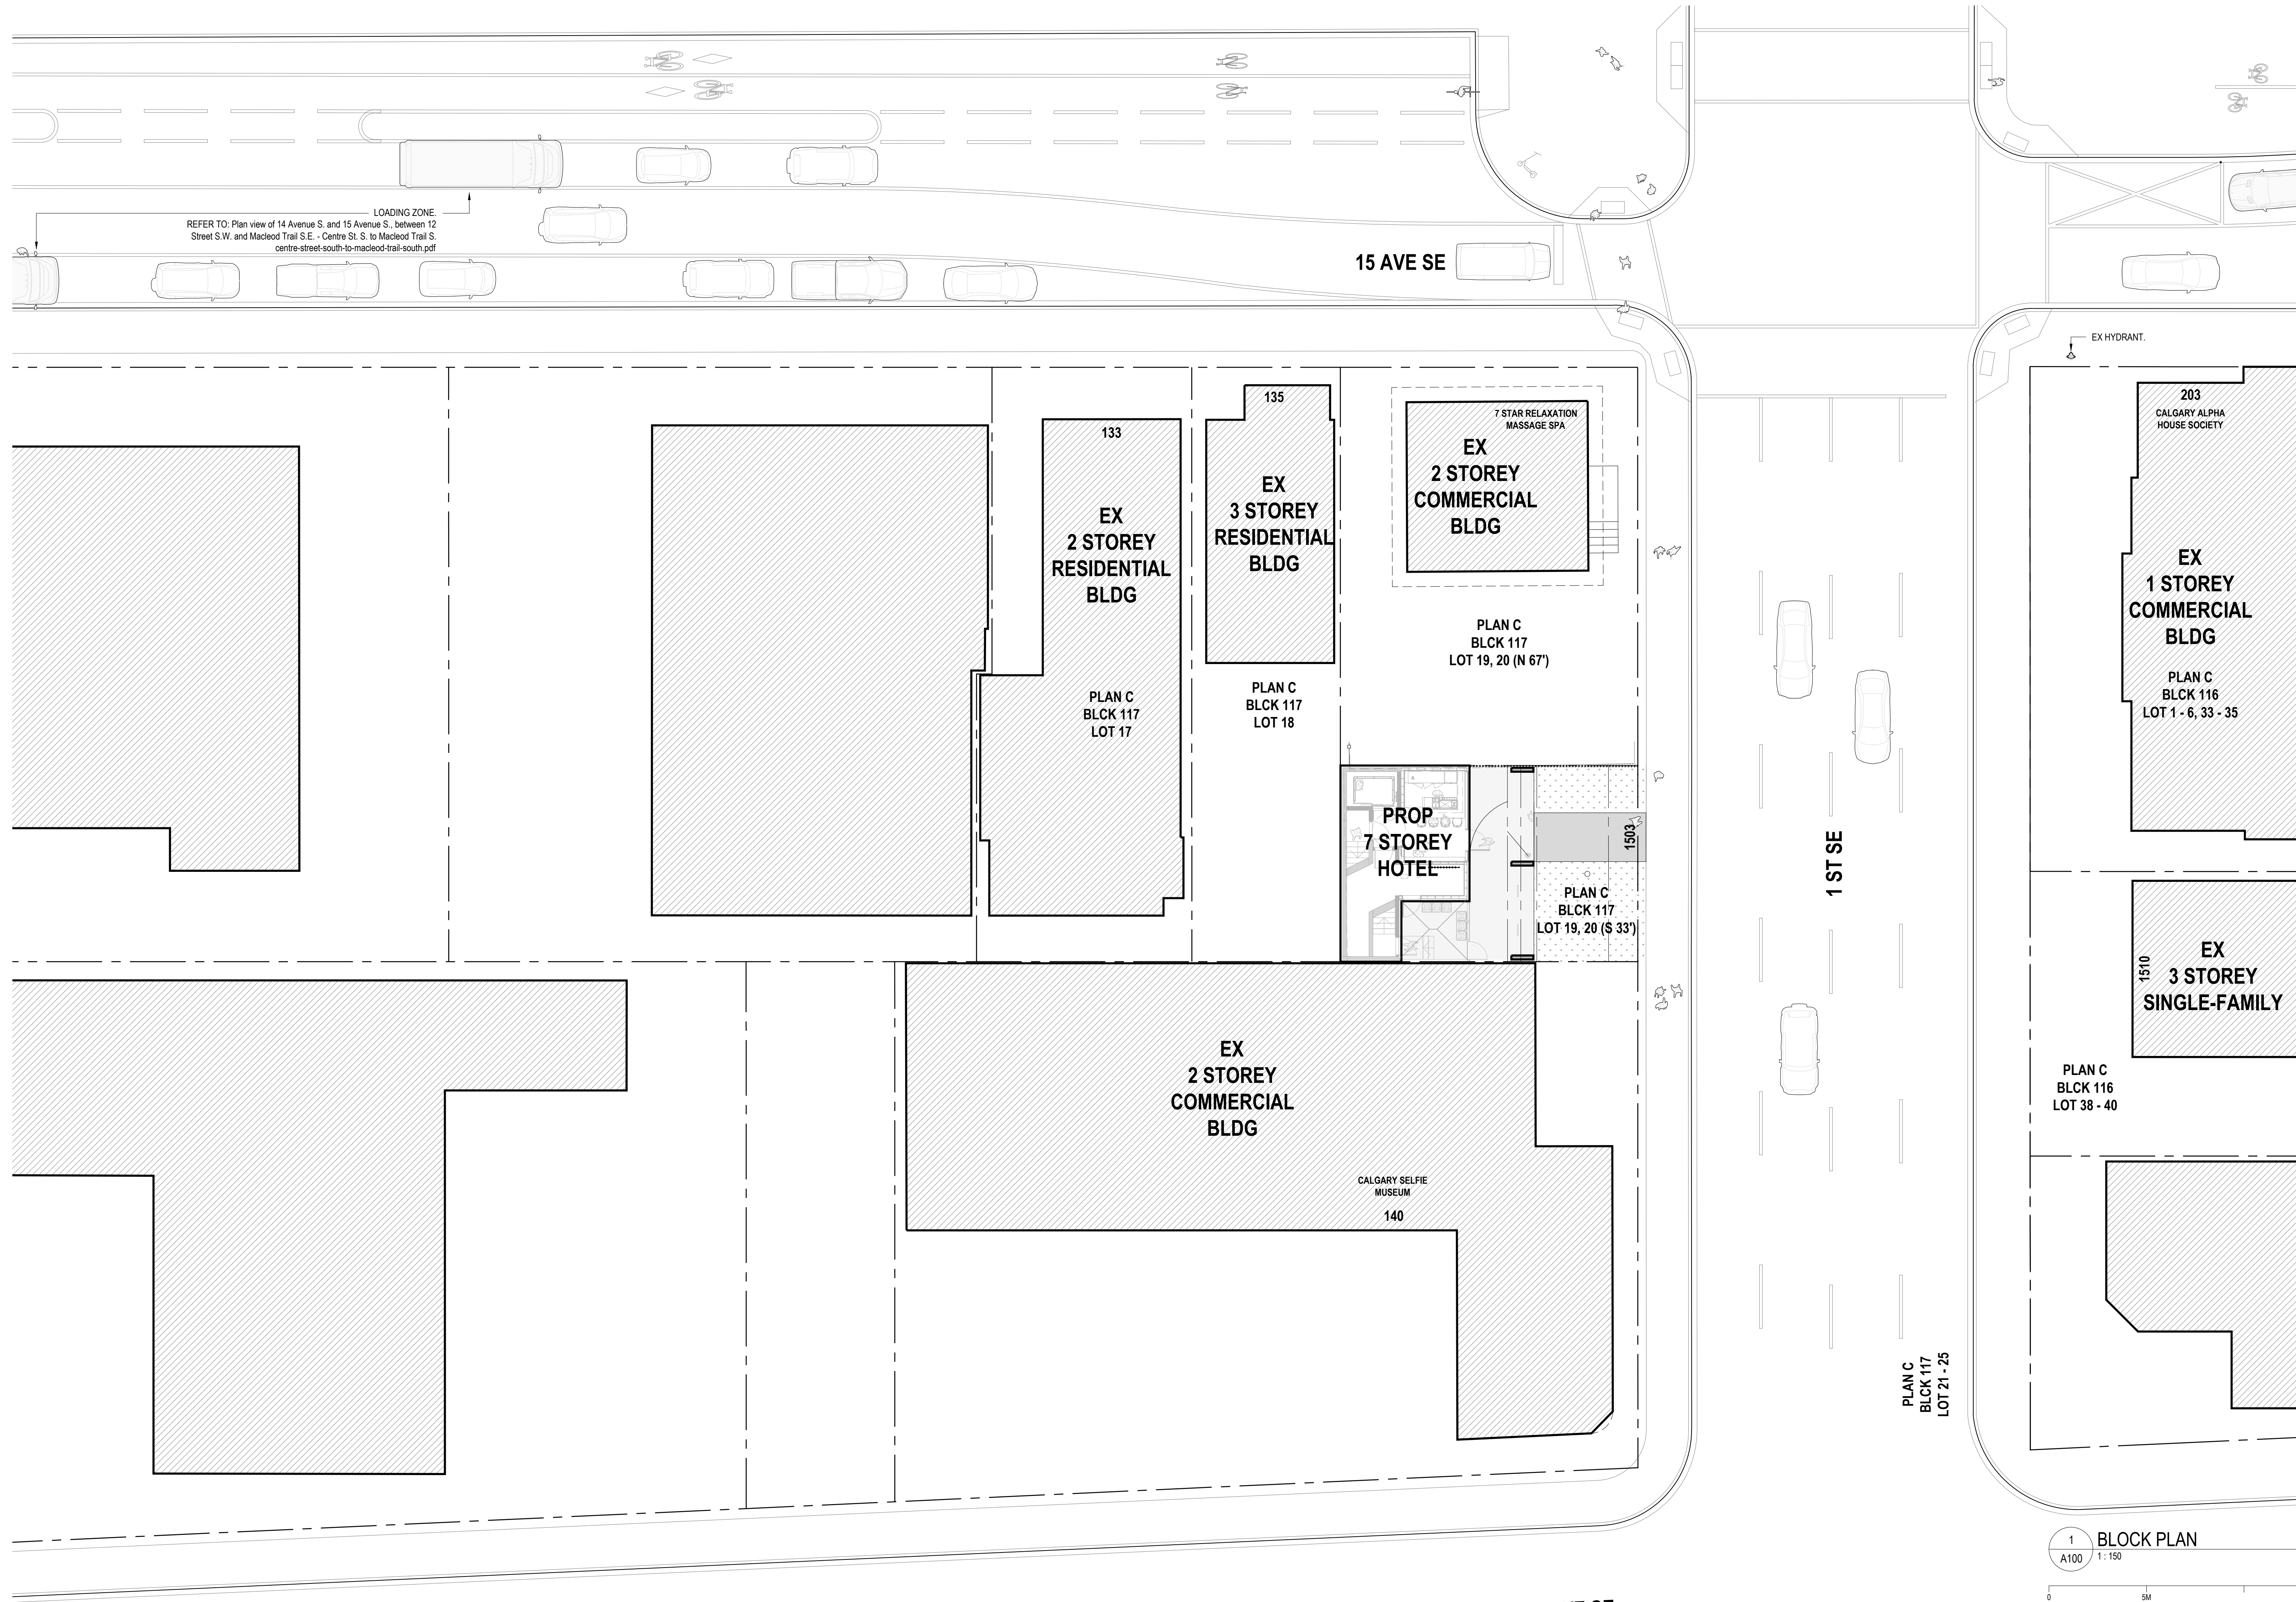 LOADING ZONE.
REFER TO: Plan view of 14 Avenue S. and 15 Avenue S., between 12
Street S.W. and Macleod Trail S.E. - Centre St. S. to Macleod Trail S.
centre-street-south-to-macleod-trail-south.pdf
15 AVE SE
EX HYDRANT.
133
EX
2 STOREY
RESIDENTIAL
BLDG
PLAN C
BLCK 117
LOT 17
135
EX
3 STOREY
RESIDENTIAL
BLDG
PLAN C
BLCK 117
LOT 18
7 STAR RELAXATION
MASSAGE SPA
EX
2 STOREY
COMMERCIAL
BLDG
PLAN C
BLCK 117
LOT 19, 20 (N 67')
203
CALGARY ALPHA
HOUSE SOCIETY
EX
1 STOREY
COMMERCIAL
BLDG
PLAN C
BLCK 116
LOT 1 - 6, 33 - 35
PROP
7 STOREY
HOTEL
1503
PLAN C
BLCK 117
LOT 19, 20 (S 33')
1 ST SE
1510
EX
3 STOREY
SINGLE-FAMILY
PLAN C
BLCK 116
LOT 38 - 40
EX
2 STOREY
COMMERCIAL
BLDG
CALGARY SELFIE
MUSEUM
140
PLAN C
BLCK 117
LOT 21 - 25
1
A100
BLOCK PLAN
1 : 150
0
5M